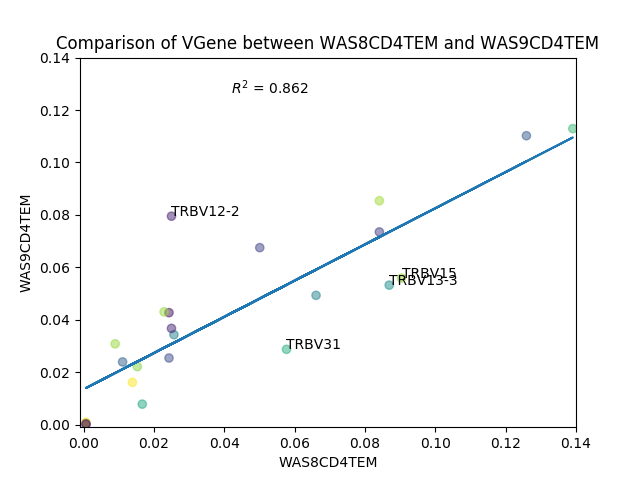 Comparison of VGene between WAS8CD4TEM and WAS9CD4TEM
0.14
0.12
0.10
0.08
0.06
0.04
0.02
0.00
WAS9CD4TEM
R² = 0.862
TRBV12-2
TRBV15
TRBV13-3
TRBV31
0.00 0.02 0.04 0.06 0.08 0.10 0.12 0.14
WAS8CD4TEM